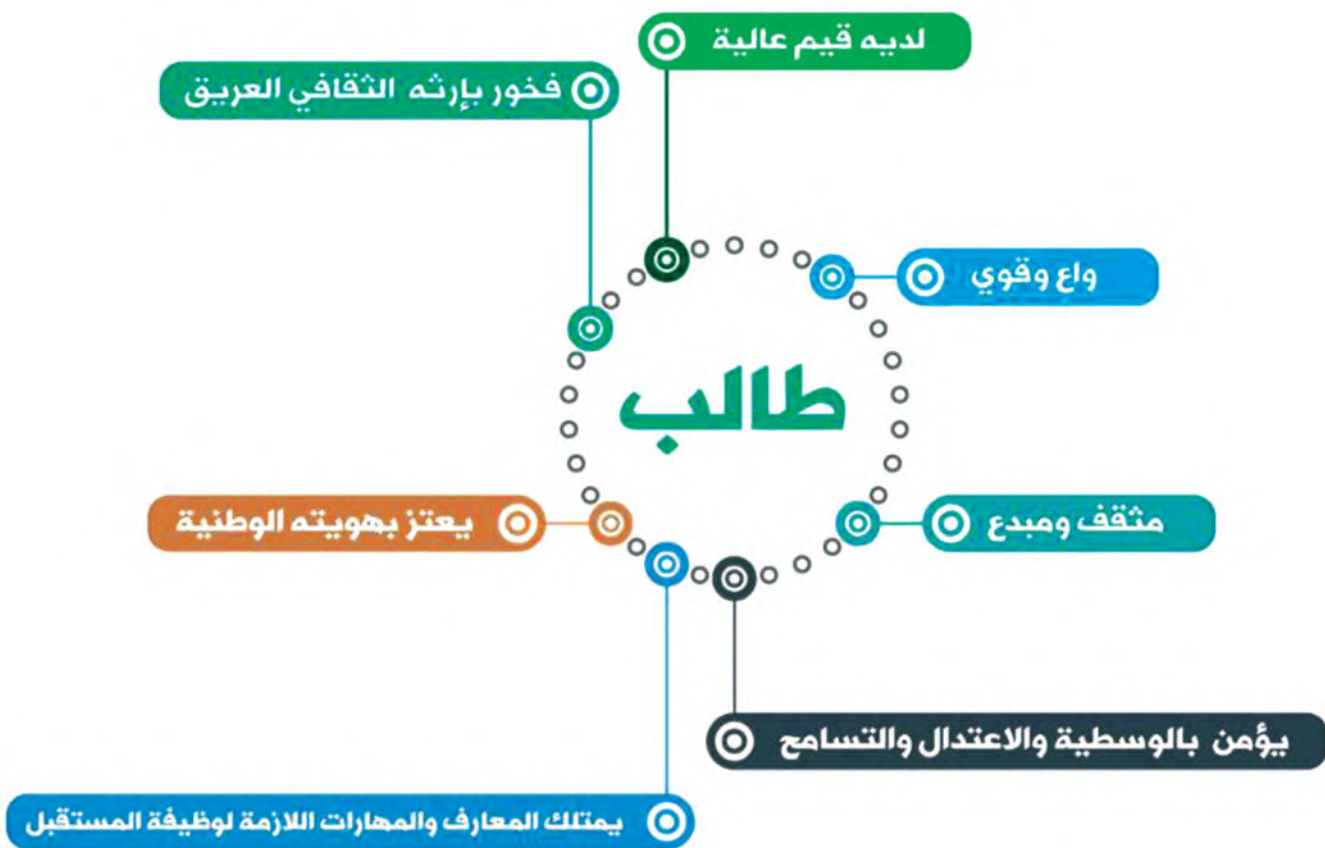 لديه قيم عالية
فخور بإرثه الثقافي العريق
واع وقوي
طالب
مثقف ومبدع
يعتز بهويته الوطنية
يؤمن بالوسطية والاعتدال والتسامح
يمتلك المعارف والمهارات اللازمة لوظيفة المستقبل